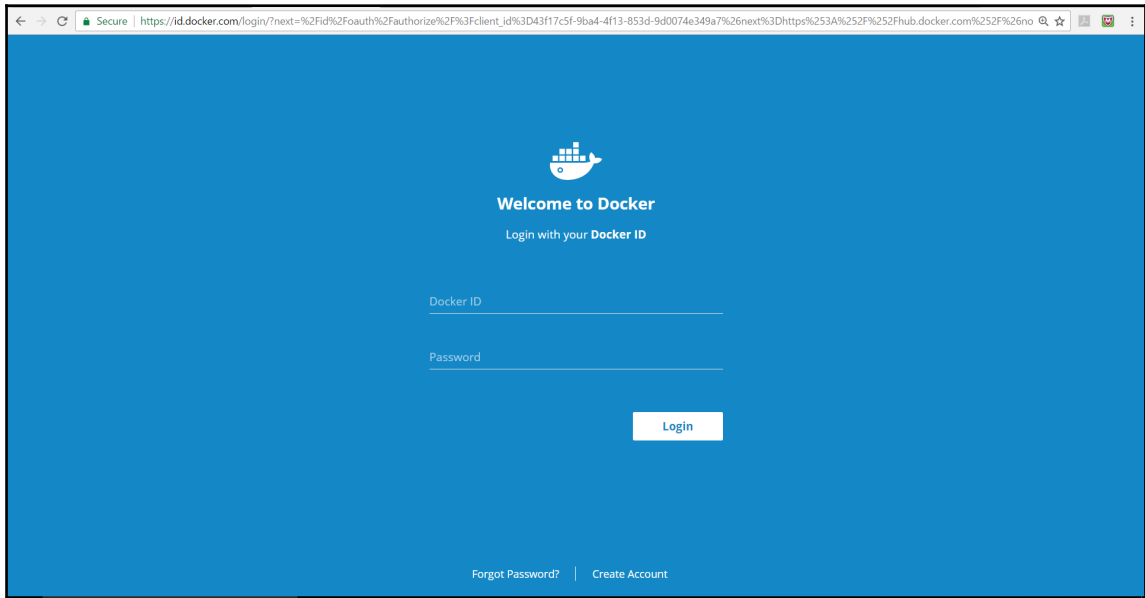 Secure | https://id.docker.com/login/?next=%2Fid%2Foauth%2Fauthorize%2F%3Fclient_id%3D43f17c5f-9ba4-4f13-853d-9d0074e349a7%26next%3Dhttps%253A%252F%252Fhub.docker.com%252F%26no
Welcome to Docker
Login with your Docker ID
Docker ID
Password
Login
Forgot Password? | Create Account